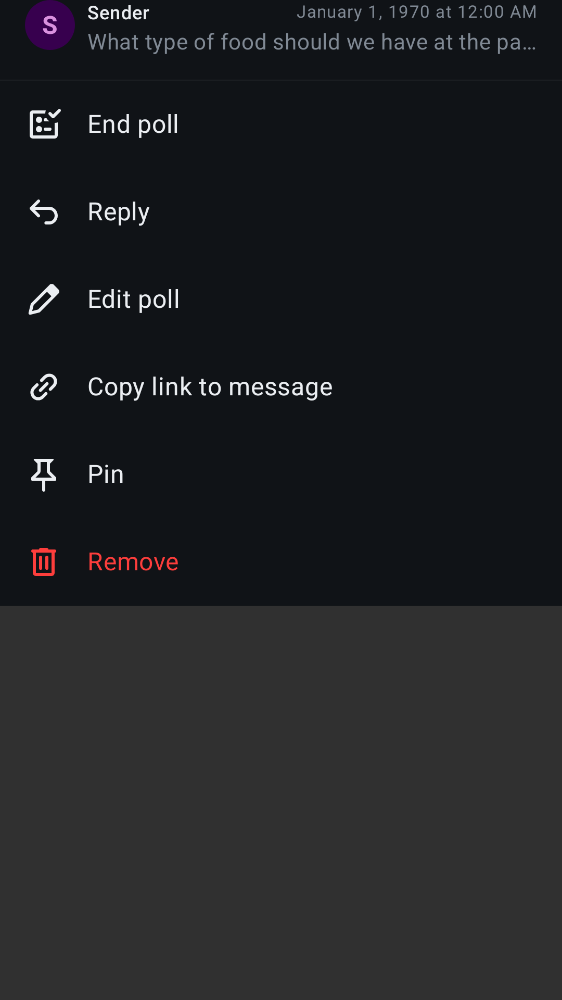 S
Sender
January 1, 1970 at 12:00 AM
What type of food should we have at the pa…
End poll
Reply
Edit poll
Copy link to message
Pin
Remove